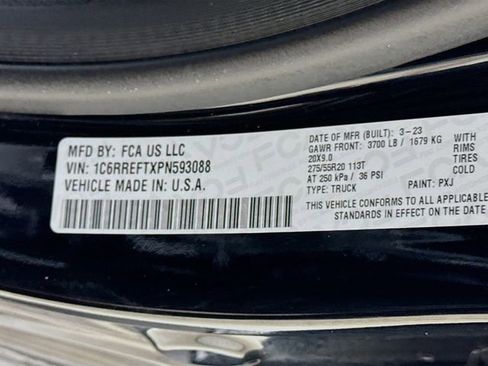 MFD BY: FCA US LLC
VIN: 1C6RREFTXPN593088
VEHICLE MADE IN U.S.A.
DATE OF MFR (BUILT): 3-23
GAWR FRONT: 3700 LB / 1679 KG WITH
20X9.0 RIMS
275/55R20 113T TIRES
AT 250 kPa / 36 PSI COLD
TYPE: TRUCK PAINT: PXJ
THIS VEHICLE CONFORMS TO ALL APPLICABLE
STANDARDS IN EFFECT ON THE DATE